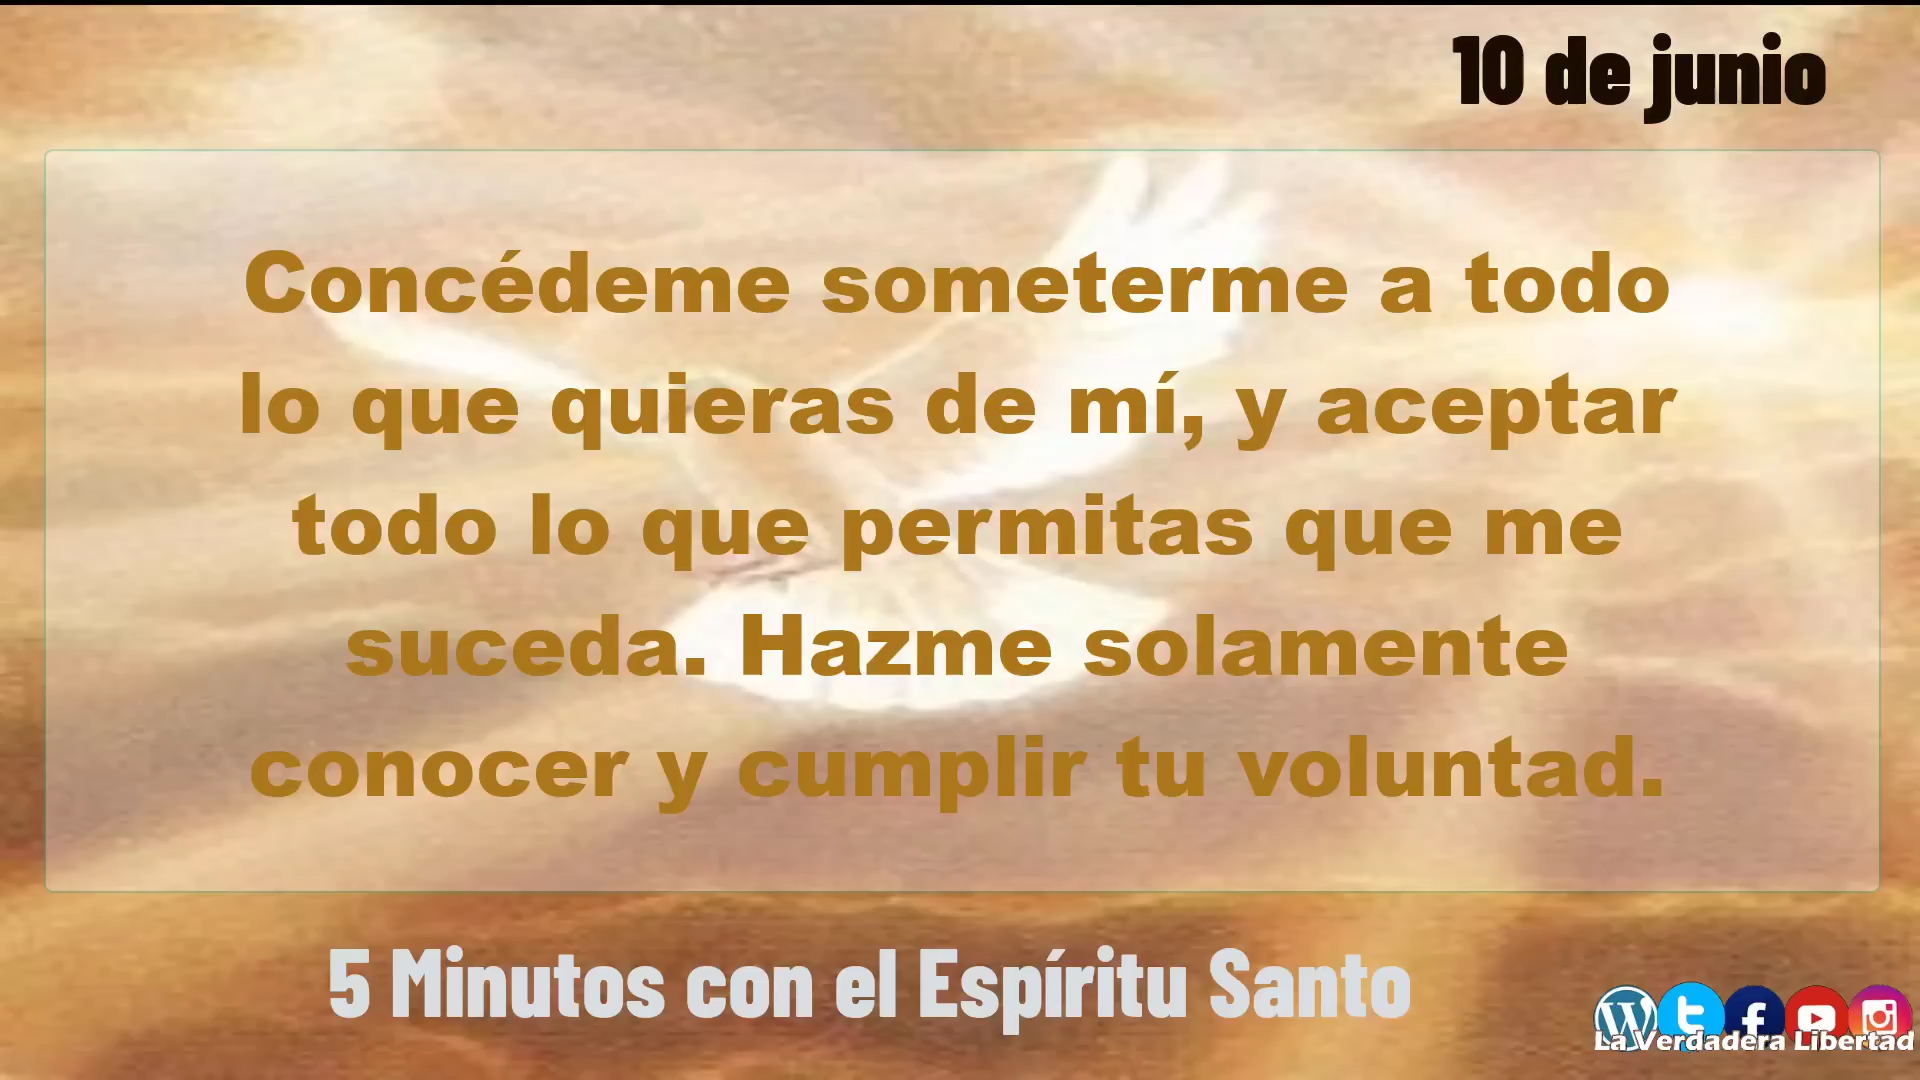 10 de junio
Concédeme someterme a todo
lo que quieras de mí, y aceptar
todo lo que permitas que me
suceda. Hazme solamente
conocer y cumplir tu voluntad.
5 Minutos con el Espíritu Santo
La Verdadera Libertad